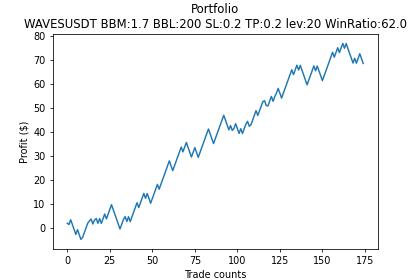 Portfolio
WAVESUSDT BBM:1.7 BBL:200 SL:0.2 TP:0.2 lev:20 WinRatio:62.0
80
70
60
50
40
30
20
10
0
Profit ($)
0 25 50 75 100 125 150 175
Trade counts